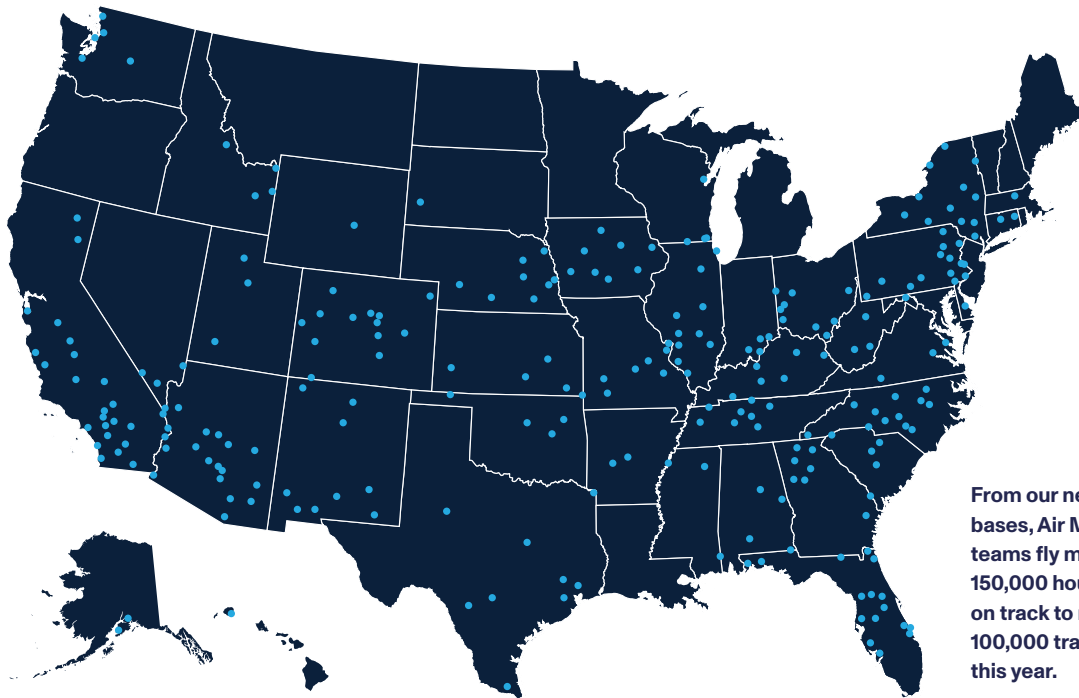 From our
bases, Air
teams fly
150,000
on track to
100,000
this year.